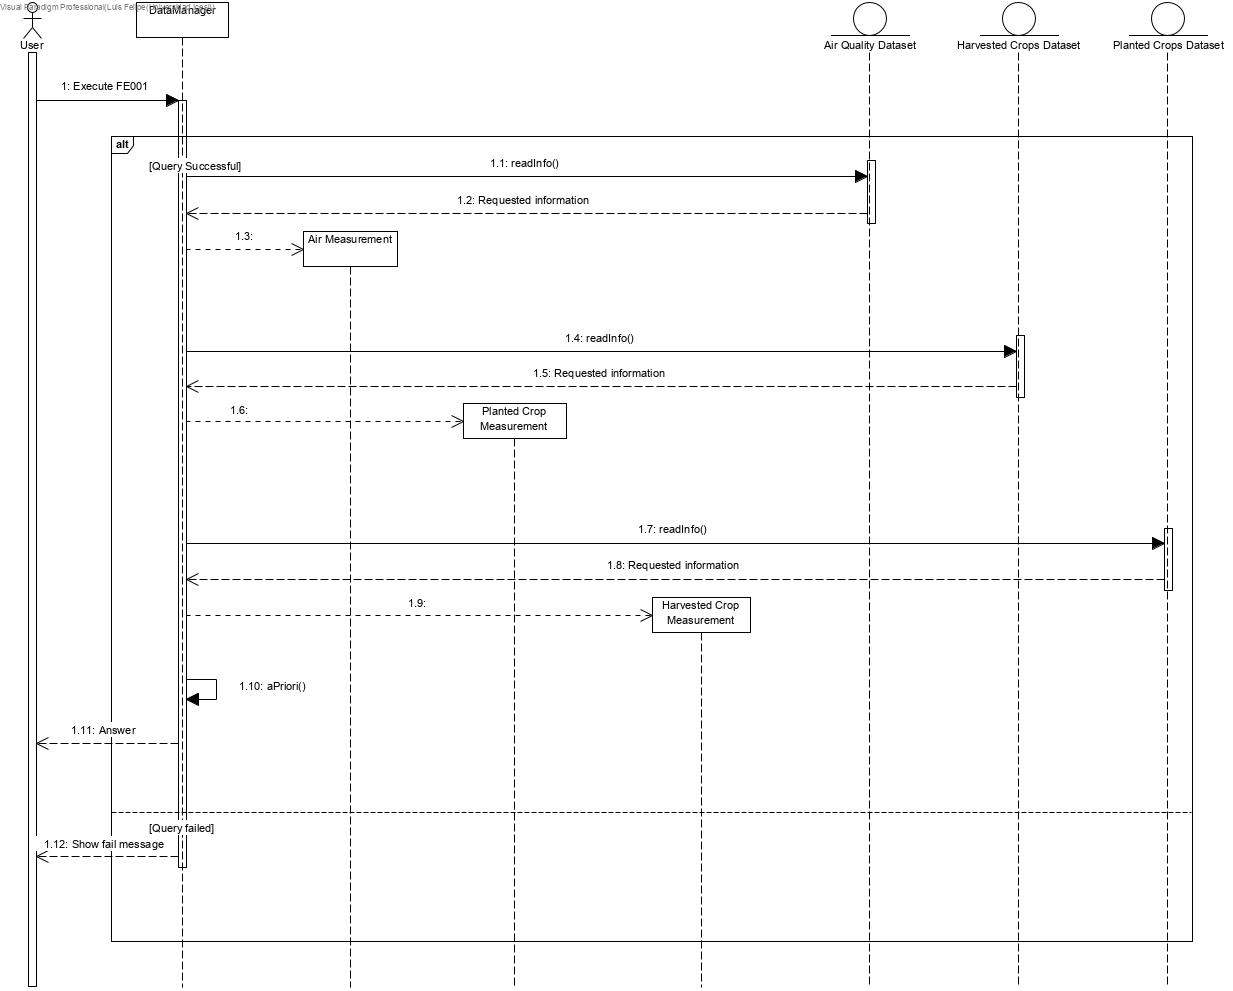 Visual Paradigm Professional(Luis Felipe(Universidad Icesi))
DataManager
User
Air Quality Dataset
Harvested Crops Dataset
Planted Crops Dataset
1: Execute FE001
alt
[Query Successful]
1.1: readInfo()
1.2: Requested information
1.3:
Air Measurement
1.4: readInfo()
1.5: Requested information
1.6:
Planted Crop
Measurement
1.7: readInfo()
1.8: Requested information
1.9:
Harvested Crop
Measurement
1.10: aPriori()
1.11: Answer
[Query failed]
1.12: Show fail message